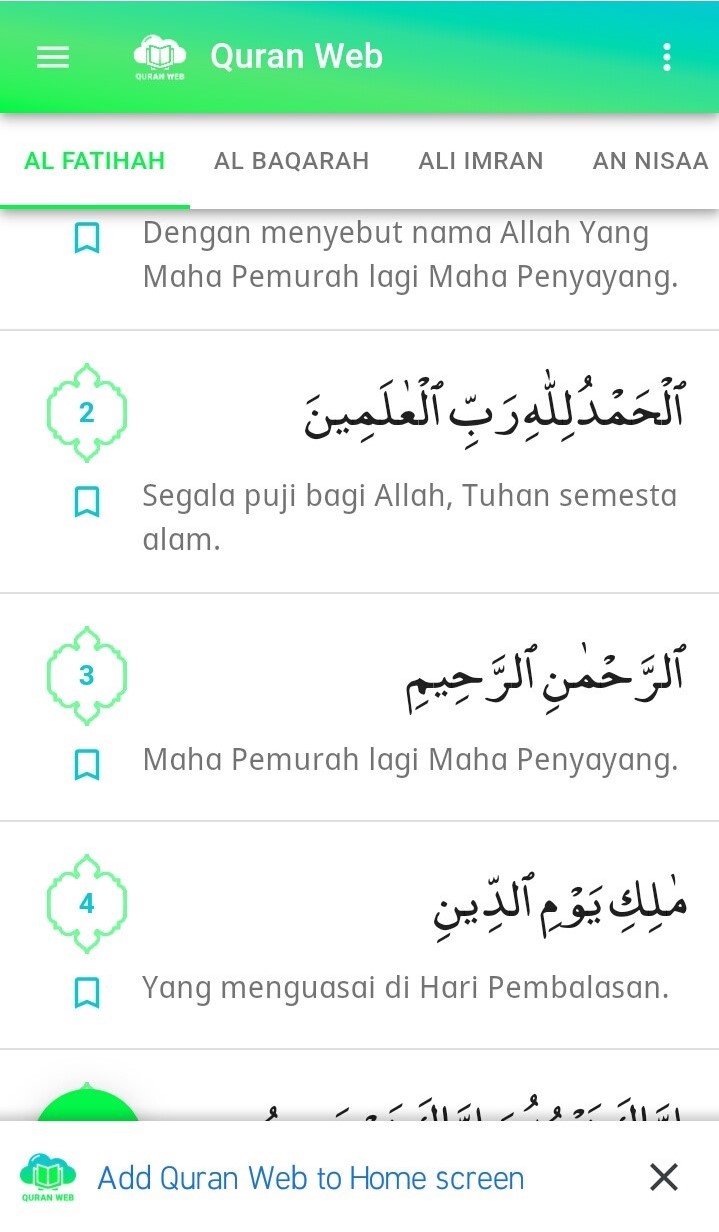 QURAN WEB
Quran Web
AL FATIHAH AL BAQARAH ALI IMRAN AN NISAA
Dengan menyebut nama Allah Yang
Maha Pemurah lagi Maha Penyayang.
2
ٱلْحَمْدُ لِلّٰهِ رَبِّ ٱلْعٰلَمِينَ
Segala puji bagi Allah, Tuhan semesta
alam.
3
ٱلرَّحْمٰنِ ٱلرَّحِيمِ
Maha Pemurah lagi Maha Penyayang.
4
مٰلِكِ يَوْمِ ٱلدِّينِ
Yang menguasai di Hari Pembalasan.
QURAN WEB
Add Quran Web to Home screen